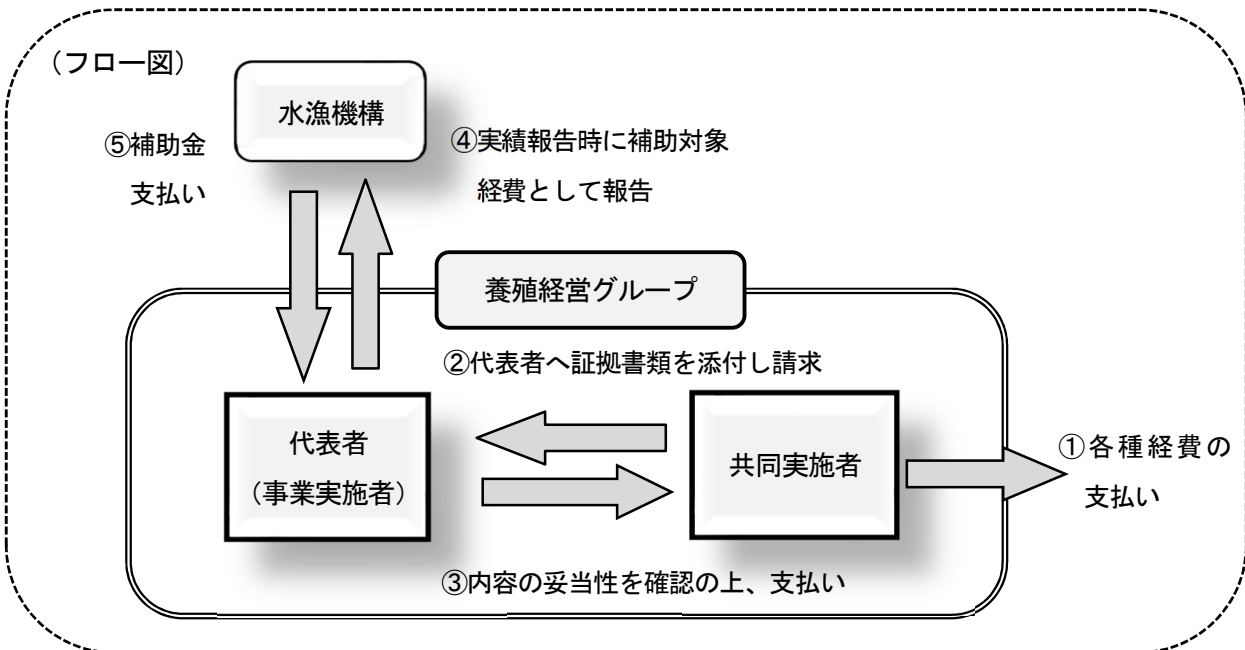 （フロー図）
水漁機構
⑤補助金
支払い
④実績報告時に補助対象
経費として報告
養殖経営グループ
②代表者へ証拠書類を添付し請求
代表者
（事業実施者）
共同実施者
①各種経費の
支払い
③内容の妥当性を確認の上、支払い